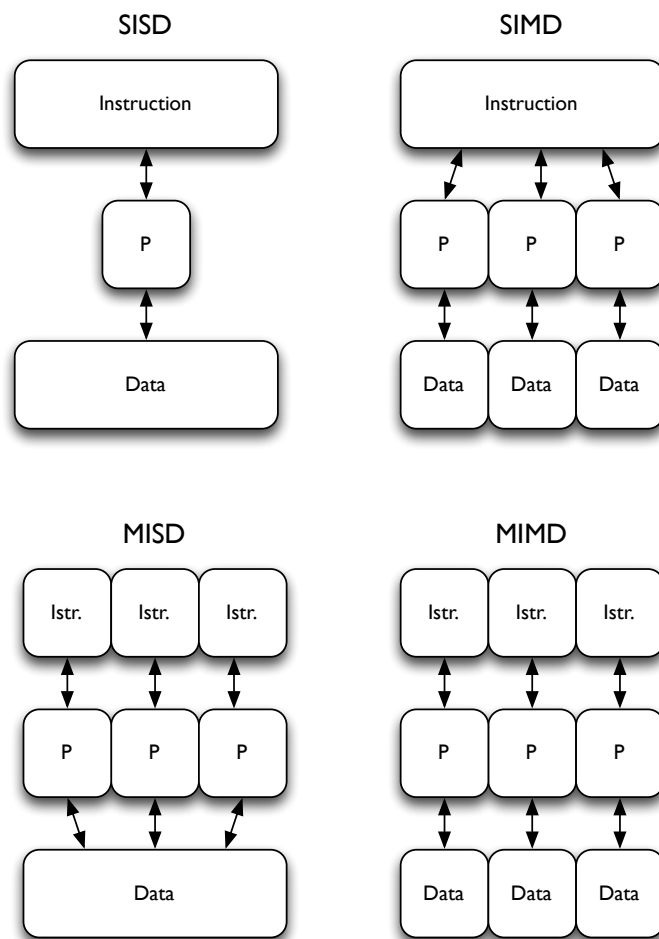 SISD
Instruction
P
Data
SIMD
Instruction
P P P
Data Data Data
MISD
Istr. Istr. Istr.
P P P
Data
MIMD
Istr. Istr. Istr.
P P P
Data Data Data